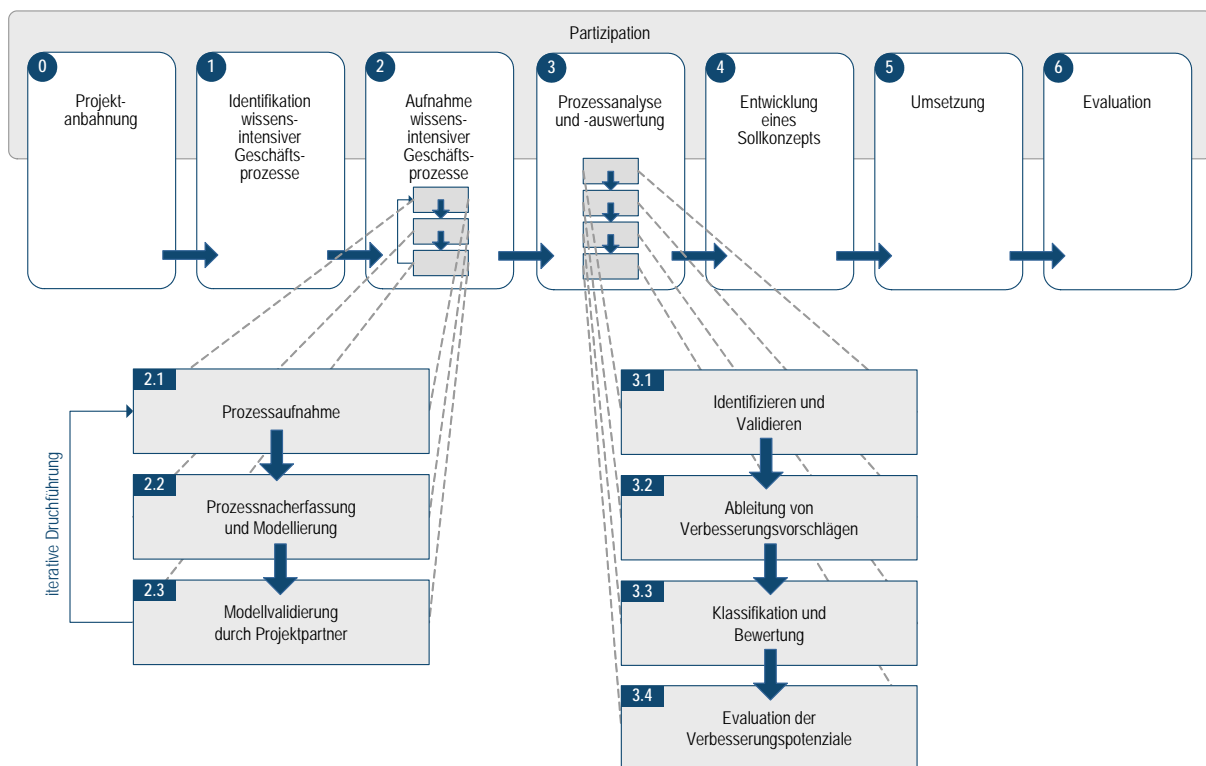 Partizipation
0
Projekt-
anbahnung
1
Identifikation
wissens-
intensiver
Geschäfts-
prozesse
2
Aufnahme
wissens-
intensiver
Geschäfts-
prozesse
3
Prozessanalyse
und -auswertung
4
Entwicklung
eines
Sollkonzepts
5
Umsetzung
6
Evaluation
iterative Druchführung
2.1
Prozessaufnahme
2.2
Prozessnacherfassung
und Modellierung
2.3
Modellvalidierung
durch Projektpartner
3.1
Identifizieren und
Validieren
3.2
Ableitung von
Verbesserungsvorschlägen
3.3
Klassifikation und
Bewertung
3.4
Evaluation der
Verbesserungspotenziale